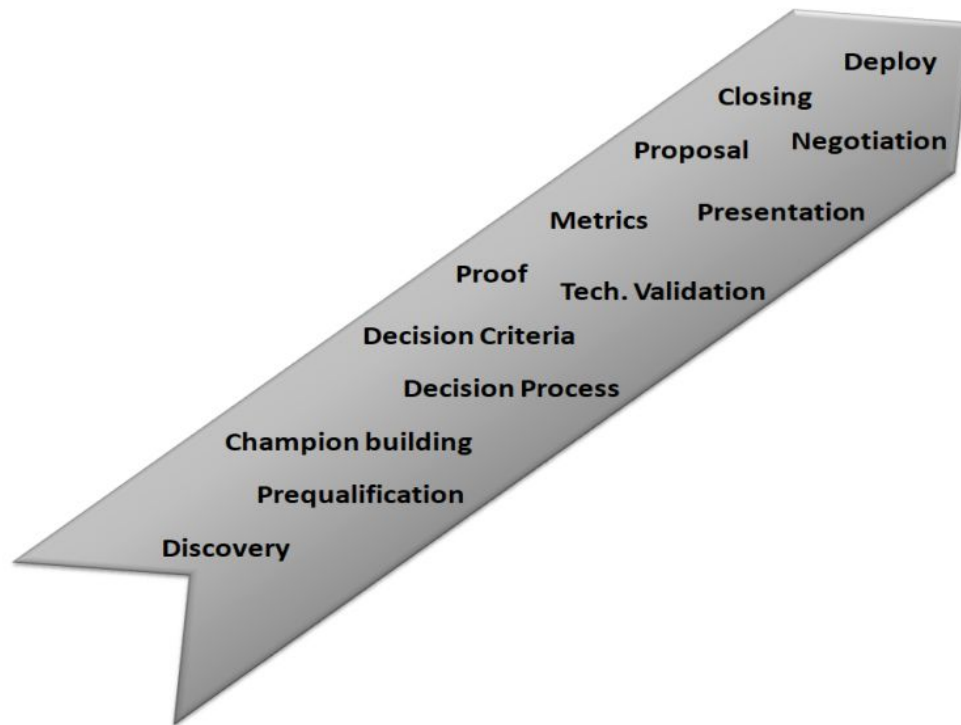 Deploy
Closing
Negotiation
Proposal
Presentation
Metrics
Proof
Tech. Validation
Decision Criteria
Decision Process
Champion building
Prequalification
Discovery